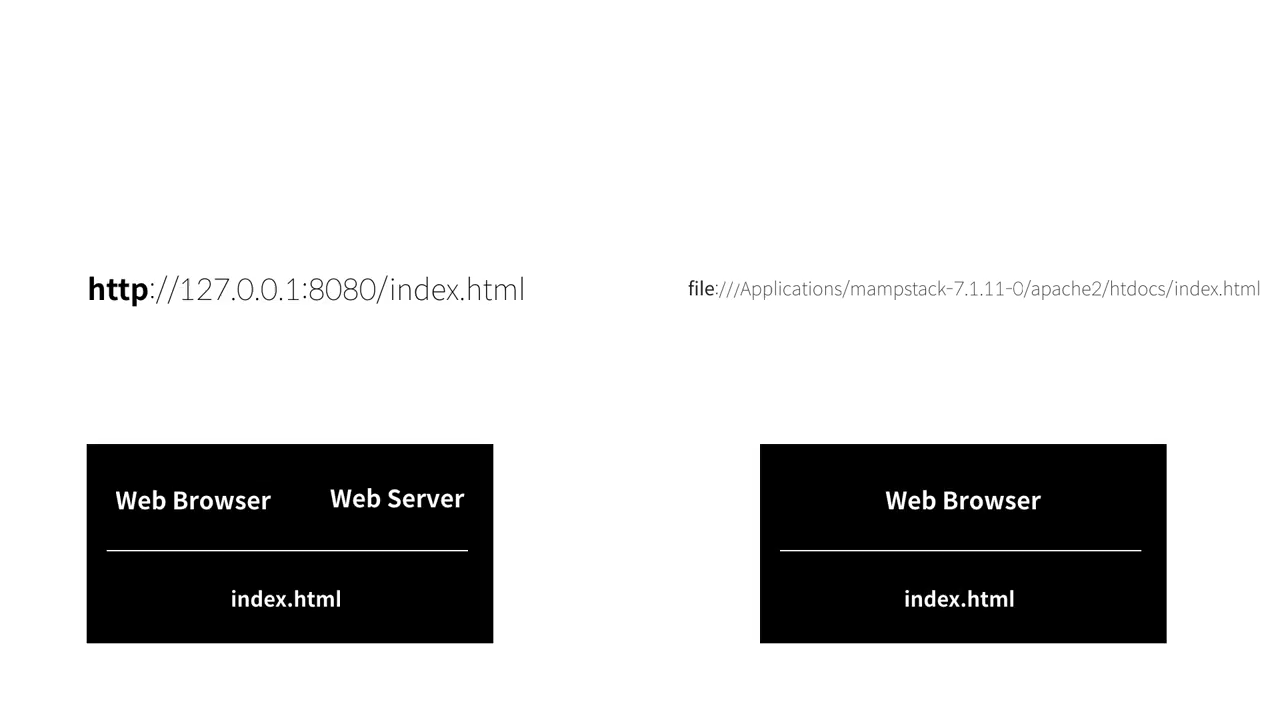 http://127.0.0.1:8080/index.html
file:///Applications/mampstack-7.1.11-0/apache2/htdocs/index.html
Web Browser Web Server
index.html
Web Browser
index.html